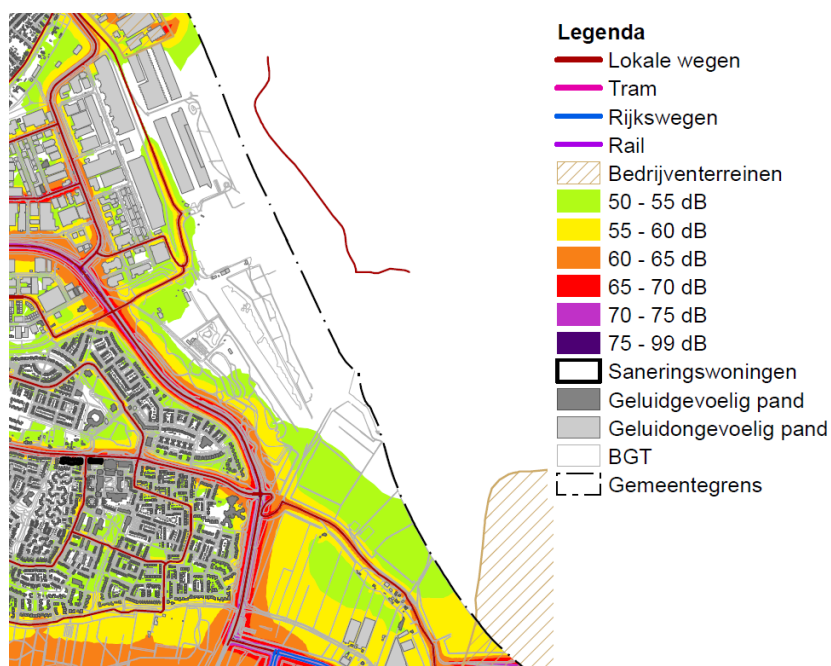 Legenda
Lokale wegen
Tram
Rijkswegen
Rail
Bedrijventerreinen
50 - 55 dB
55 - 60 dB
60 - 65 dB
65 - 70 dB
70 - 75 dB
75 - 99 dB
Saneringswoningen
Geluidgevoelig pand
Geluidongevoelig pand
BGT
Gemeentegrens